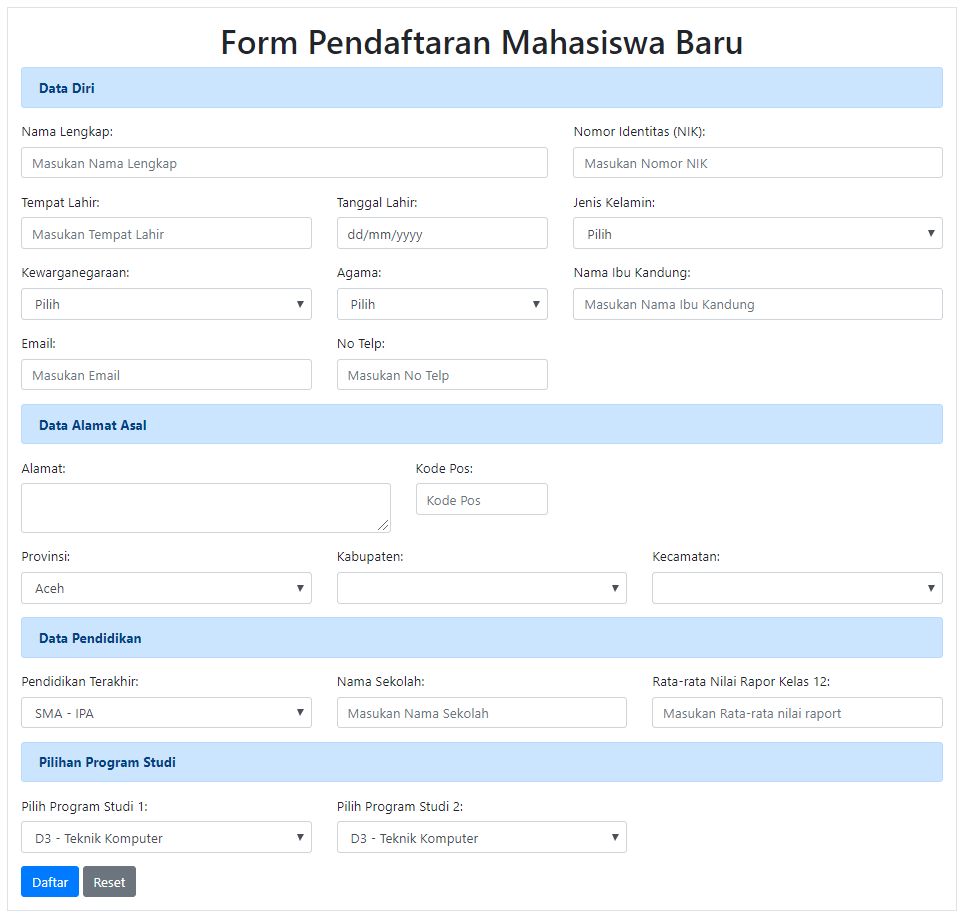 Form Pendaftaran Mahasiswa Baru
Data Diri
Nama Lengkap: Nomor Identitas (NIK):
Masukan Nama Lengkap Masukan Nomor NIK
Tempat Lahir: Tanggal Lahir: Jenis Kelamin:
Masukan Tempat Lahir dd/mm/yyyy Pilih
Kewarganegaraan: Agama: Nama Ibu Kandung:
Pilih Pilih Masukan Nama Ibu Kandung
Email: No Telp:
Masukan Email Masukan No Telp
Data Alamat Asal
Alamat: Kode Pos:
Kode Pos
Provinsi: Kabupaten: Kecamatan:
Aceh
Data Pendidikan
Pendidikan Terakhir: Nama Sekolah: Rata-rata Nilai Rapor Kelas 12:
SMA - IPA Masukan Nama Sekolah Masukan Rata-rata nilai raport
Pilihan Program Studi
Pilih Program Studi 1: Pilih Program Studi 2:
D3 - Teknik Komputer D3 - Teknik Komputer
Daftar Reset